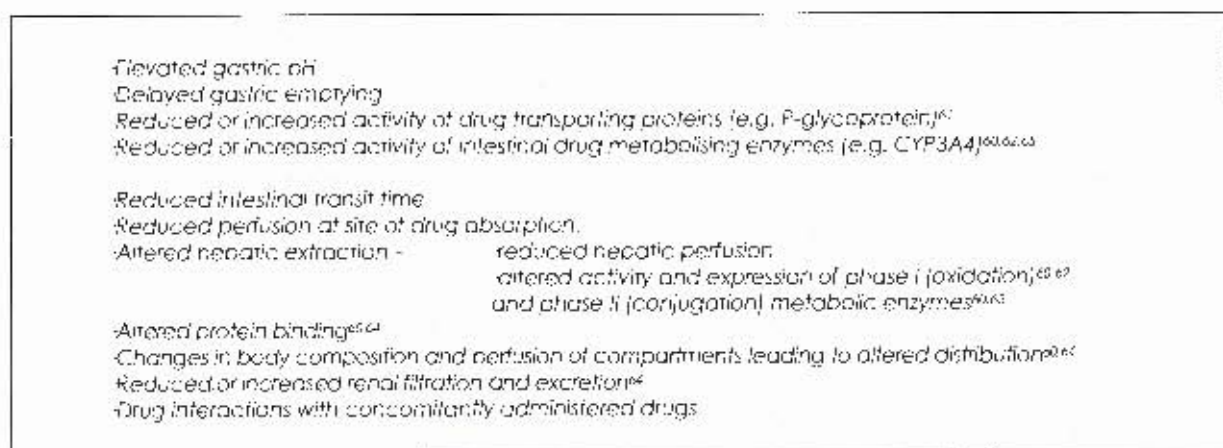 -Elevated gastric pH
-Delayed gastric emptying
-Reduced or increased activity of drug transporting proteins (e.g. P-glycoprotein)
-Reduced or increased activity of intestinal drug metabolising enzymes (e.g. CYP3A4)
-Reduced intestinal transit time
-Reduced perfusion at site of drug absorption.
-Altered hepatic extraction - -reduced hepatic perfusion
-altered activity and expression of phase I (oxidation)
and phase II (conjugation) metabolic enzymes
-Altered protein binding
-Changes in body composition and perfusion of compartments leading to altered distribution
-Reduced or increased renal filtration and excretion
-Drug interactions with concomitantly administered drugs